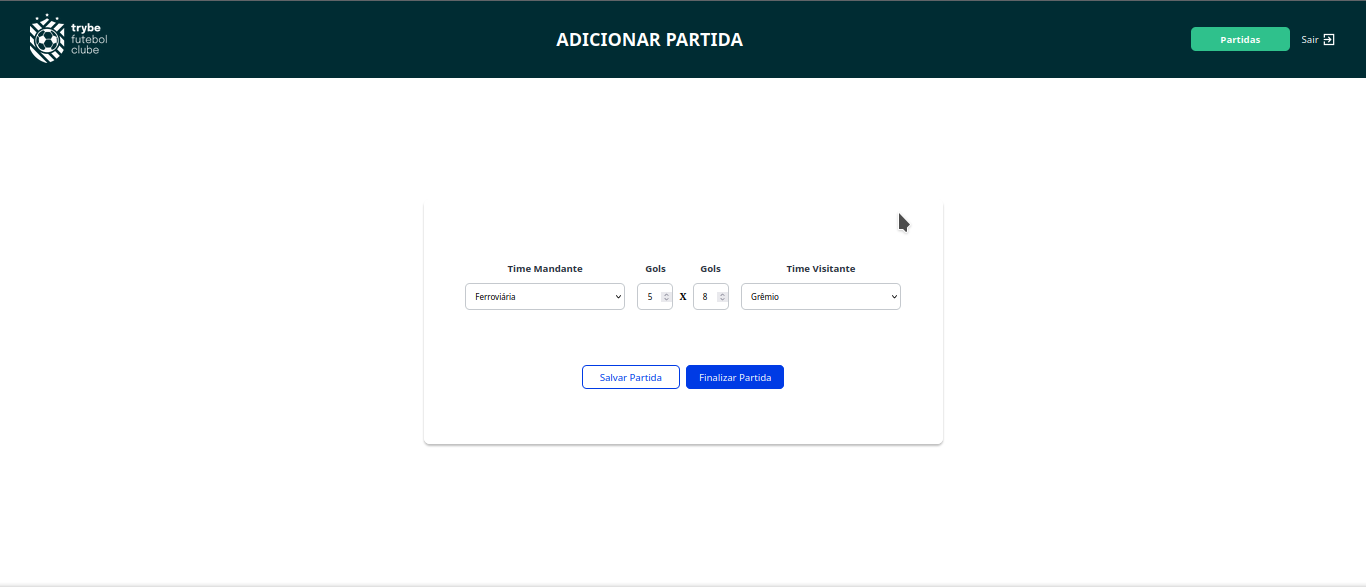 trybe
futebol
clube
ADICIONAR PARTIDA
Partidas
Sair
Time Mandante
Gols
Gols
Time Visitante
Ferroviária
5
X
8
Grêmio
Salvar Partida
Finalizar Partida